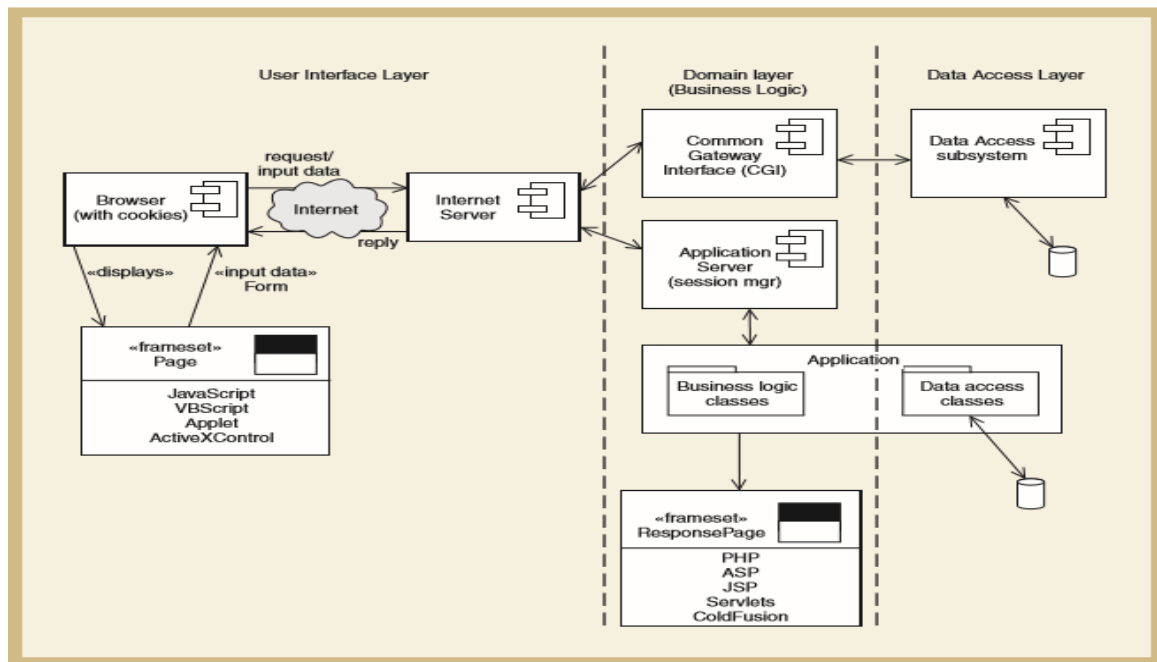 User Interface Layer
Domain layer
(Business Logic)
Data Access Layer
request/
input data
Browser
(with cookies)
Internet
Internet
Server
reply
Common
Gateway
Interface (CGI)
Data Access
subsystem
Application
Server
(session mgr)
«displays»
«input data»
Form
«frameset»
Page
JavaScript
VBScript
Applet
ActiveXControl
Application
Business logic
classes
Data access
classes
«frameset»
ResponsePage
PHP
ASP
JSP
Servlets
ColdFusion